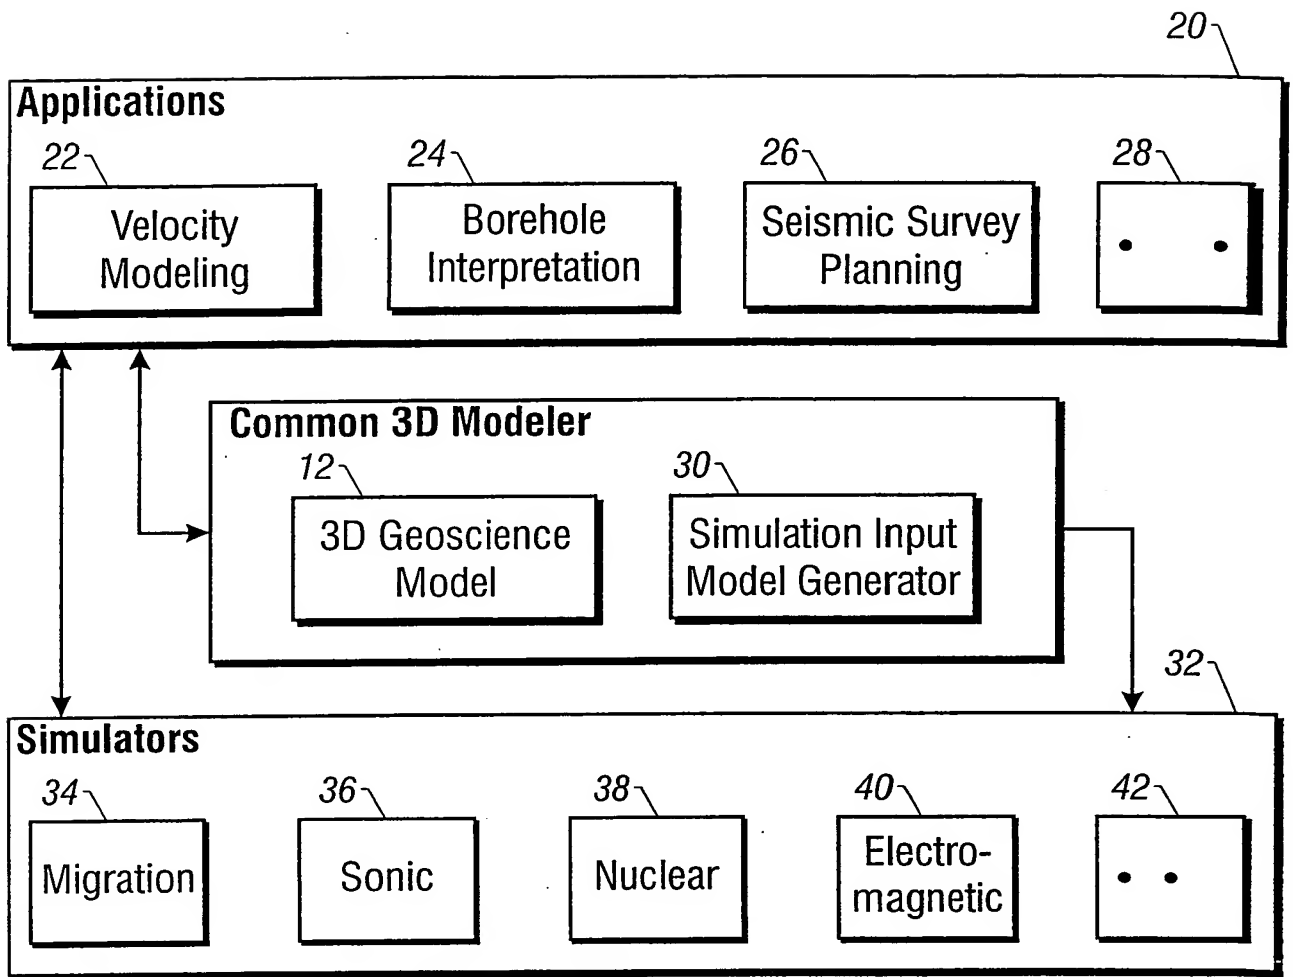 20
Applications
22
24
26
28
Velocity
Modeling
Borehole
Interpretation
Seismic Survey
Planning
Common 3D Modeler
12
30
3D Geoscience
Model
Simulation Input
Model Generator
32
Simulators
34
36
38
40
42
Migration
Sonic
Nuclear
Electro-
magnetic